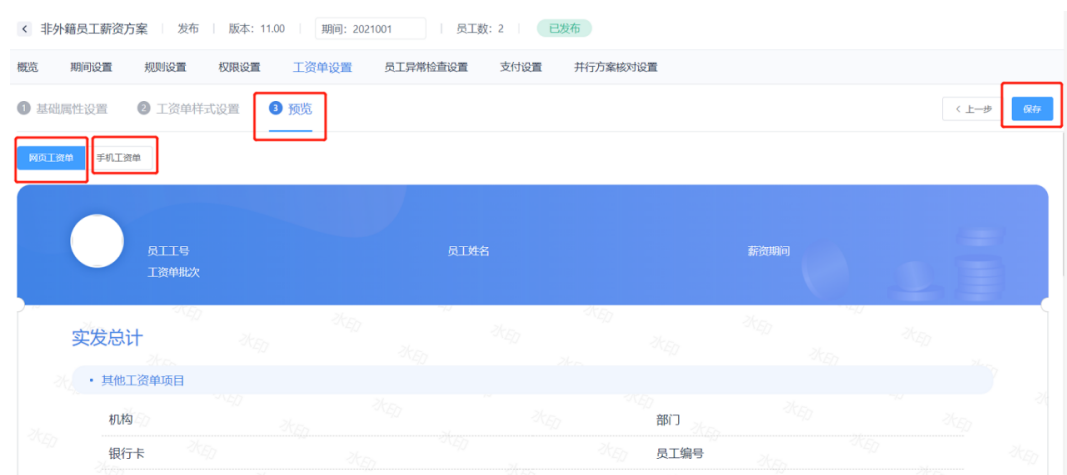 非外籍员工薪资方案 发布 版本：11.00 期间：2021001 员工数：2 已发布
概览 期间设置 规则设置 权限设置 工资单设置 员工异常检查设置 支付设置 并行方案核对设置
1 基础属性设置 2 工资单样式设置 3 预览 < 上一步 保存
网页工资单 手机工资单
员工工号 员工姓名 薪资期间
工资单批次
实发总计
• 其他工资单项目
机构 部门
银行卡 员工编号
水印